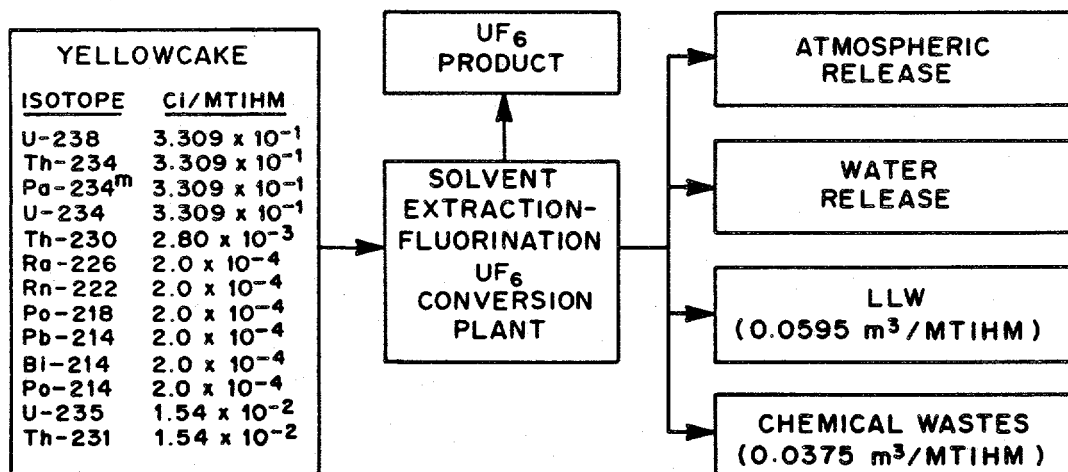 YELLOWCAKE
ISOTOPE Ci/MTIHM
U-238 3.309 x 10⁻¹
Th-234 3.309 x 10⁻¹
Pa-234ᵐ 3.309 x 10⁻¹
U-234 3.309 x 10⁻¹
Th-230 2.80 x 10⁻³
Ra-226 2.0 x 10⁻⁴
Rn-222 2.0 x 10⁻⁴
Po-218 2.0 x 10⁻⁴
Pb-214 2.0 x 10⁻⁴
Bi-214 2.0 x 10⁻⁴
Po-214 2.0 x 10⁻⁴
U-235 1.54 x 10⁻²
Th-231 1.54 x 10⁻²
UF₆
PRODUCT
SOLVENT
EXTRACTION-
FLUORINATION
UF₆
CONVERSION
PLANT
ATMOSPHERIC
RELEASE
WATER
RELEASE
LLW
(0.0595 m³/MTIHM)
CHEMICAL WASTES
(0.0375 m³/MTIHM)